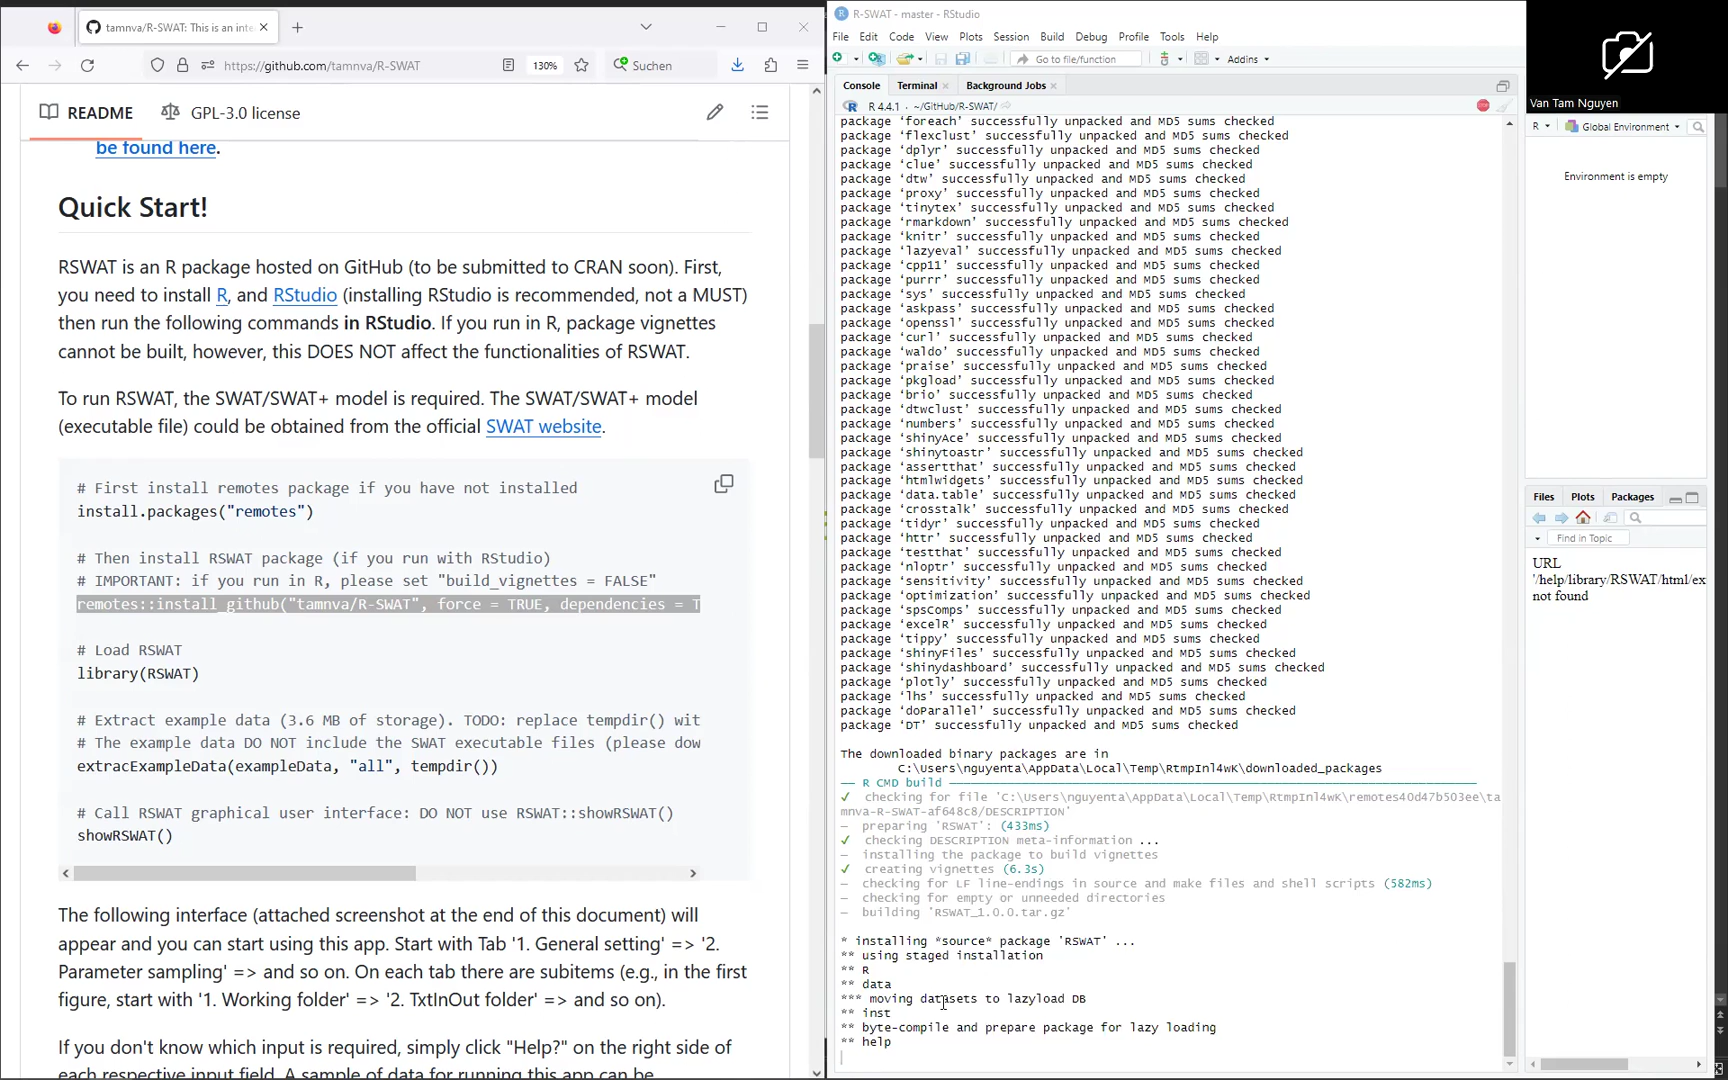 tamnva/R-SWAT: This is an inte
https://github.com/tamnva/R-SWAT
130%
Suchen
README
GPL-3.0 license
be found here.
Quick Start!
RSWAT is an R package hosted on GitHub (to be submitted to CRAN soon). First,
you need to install R, and RStudio (installing RStudio is recommended, not a MUST)
then run the following commands in RStudio. If you run in R, package vignettes
cannot be built, however, this DOES NOT affect the functionalities of RSWAT.
To run RSWAT, the SWAT/SWAT+ model is required. The SWAT/SWAT+ model
(executable file) could be obtained from the official SWAT website.
# First install remotes package if you have not installed
install.packages("remotes")
# Then install RSWAT package (if you run with RStudio)
# IMPORTANT: if you run in R, please set "build_vignettes = FALSE"
remotes::install_github("tamnva/R-SWAT", force = TRUE, dependencies = T
# Load RSWAT
library(RSWAT)
# Extract example data (3.6 MB of storage). TODO: replace tempdir() wit
# The example data DO NOT include the SWAT executable files (please dow
extracExampleData(exampleData, "all", tempdir())
# Call RSWAT graphical user interface: DO NOT use RSWAT::showRSWAT()
showRSWAT()
The following interface (attached screenshot at the end of this document) will
appear and you can start using this app. Start with Tab '1. General setting' => '2.
Parameter sampling' => and so on. On each tab there are subitems (e.g., in the first
figure, start with '1. Working folder' => '2. TxtInOut folder' => and so on).
If you don't know which input is required, simply click "Help?" on the right side of
each respective input field. A sample of data for running this app can be
R-SWAT - master - RStudio
File Edit Code View Plots Session Build Debug Profile Tools Help
Go to file/function
Addins
Console Terminal Background Jobs
R 4.4.1 · ~/GitHub/R-SWAT/
package ‘foreach’ successfully unpacked and MD5 sums checked
package ‘flexclust’ successfully unpacked and MD5 sums checked
package ‘dplyr’ successfully unpacked and MD5 sums checked
package ‘clue’ successfully unpacked and MD5 sums checked
package ‘dtw’ successfully unpacked and MD5 sums checked
package ‘proxy’ successfully unpacked and MD5 sums checked
package ‘tinytex’ successfully unpacked and MD5 sums checked
package ‘rmarkdown’ successfully unpacked and MD5 sums checked
package ‘knitr’ successfully unpacked and MD5 sums checked
package ‘lazyeval’ successfully unpacked and MD5 sums checked
package ‘cpp11’ successfully unpacked and MD5 sums checked
package ‘purrr’ successfully unpacked and MD5 sums checked
package ‘sys’ successfully unpacked and MD5 sums checked
package ‘askpass’ successfully unpacked and MD5 sums checked
package ‘openssl’ successfully unpacked and MD5 sums checked
package ‘curl’ successfully unpacked and MD5 sums checked
package ‘waldo’ successfully unpacked and MD5 sums checked
package ‘praise’ successfully unpacked and MD5 sums checked
package ‘pkgload’ successfully unpacked and MD5 sums checked
package ‘brio’ successfully unpacked and MD5 sums checked
package ‘dtwclust’ successfully unpacked and MD5 sums checked
package ‘numbers’ successfully unpacked and MD5 sums checked
package ‘shinyAce’ successfully unpacked and MD5 sums checked
package ‘shinytoastr’ successfully unpacked and MD5 sums checked
package ‘assertthat’ successfully unpacked and MD5 sums checked
package ‘htmlwidgets’ successfully unpacked and MD5 sums checked
package ‘data.table’ successfully unpacked and MD5 sums checked
package ‘crosstalk’ successfully unpacked and MD5 sums checked
package ‘tidyr’ successfully unpacked and MD5 sums checked
package ‘httr’ successfully unpacked and MD5 sums checked
package ‘testthat’ successfully unpacked and MD5 sums checked
package ‘nloptr’ successfully unpacked and MD5 sums checked
package ‘sensitivity’ successfully unpacked and MD5 sums checked
package ‘optimization’ successfully unpacked and MD5 sums checked
package ‘spsComps’ successfully unpacked and MD5 sums checked
package ‘excelR’ successfully unpacked and MD5 sums checked
package ‘tippy’ successfully unpacked and MD5 sums checked
package ‘shinyFiles’ successfully unpacked and MD5 sums checked
package ‘shinydashboard’ successfully unpacked and MD5 sums checked
package ‘plotly’ successfully unpacked and MD5 sums checked
package ‘lhs’ successfully unpacked and MD5 sums checked
package ‘doParallel’ successfully unpacked and MD5 sums checked
package ‘DT’ successfully unpacked and MD5 sums checked
The downloaded binary packages are in
C:\Users\nguyenta\AppData\Local\Temp\RtmpInl4wK\downloaded_packages
── R CMD build ──
✓ checking for file 'C:\Users\nguyenta\AppData\Local\Temp\RtmpInl4wK\remotes40d47b503ee\ta
mnva-R-SWAT-af648c8/DESCRIPTION'
─ preparing 'RSWAT': (433ms)
✓ checking DESCRIPTION meta-information ...
─ installing the package to build vignettes
✓ creating vignettes (6.3s)
─ checking for LF line-endings in source and make files and shell scripts (582ms)
─ checking for empty or unneeded directories
─ building 'RSWAT_1.0.0.tar.gz'
* installing *source* package 'RSWAT' ...
** using staged installation
** R
** data
*** moving datasets to lazyload DB
** inst
** byte-compile and prepare package for lazy loading
** help
Van Tam Nguyen
R Global Environment
Environment is empty
Files Plots Packages
Find in Topic
URL
'/help/library/RSWAT/html/ex
not found